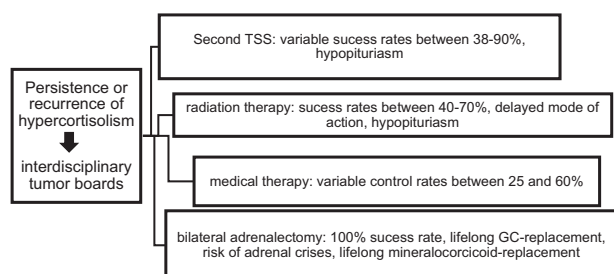 Persistence or
recurrence of
hypercortisolism
interdisciplinary
tumor boards
Second TSS: variable sucess rates between 38-90%,
hypopituriasm
radiation therapy: sucess rates between 40-70%, delayed mode of
action, hypopituriasm
medical therapy: variable control rates between 25 and 60%
bilateral adrenalectomy: 100% sucess rate, lifelong GC-replacement,
risk of adrenal crises, lifelong mineralocorcicoid-replacement